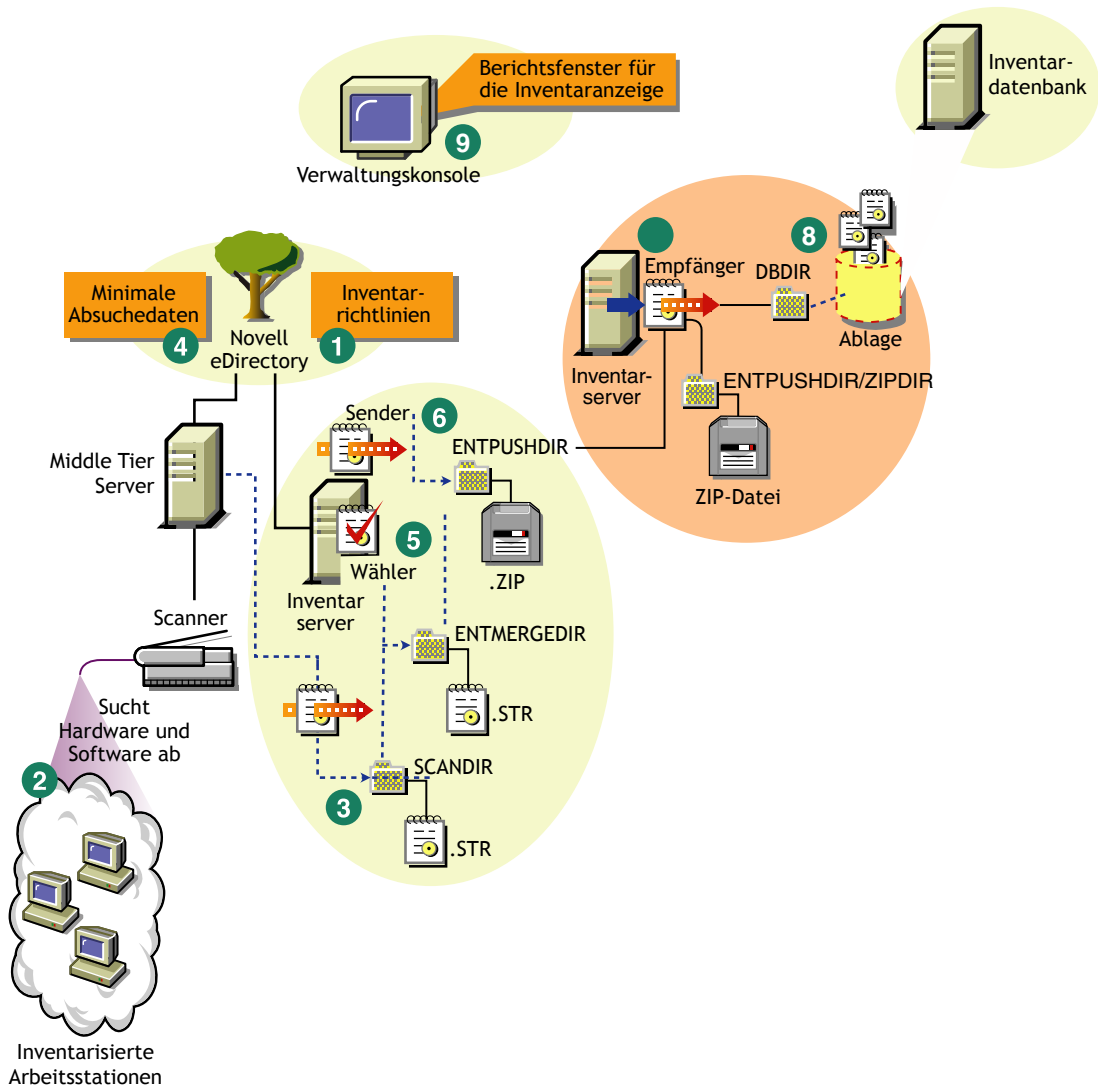 Inventar-
datenbank
Berichtsfenster für
die Inventaranzeige
9
Verwaltungskonsole
Minimale
Absuchedaten
4
Inventar-
richtlinien
1
Novell
eDirectory
8
Empfänger
DBDIR
Ablage
Inventar-
server
ENTPUSHDIR/ZIPDIR
ZIP-Datei
Middle Tier
Server
Sender
6
ENTPUSHDIR
.ZIP
5
Wähler
Inventar
server
ENTMERGEDIR
.STR
Scanner
Sucht
Hardware und
Software ab
SCANDIR
3
.STR
2
Inventarisierte
Arbeitsstationen